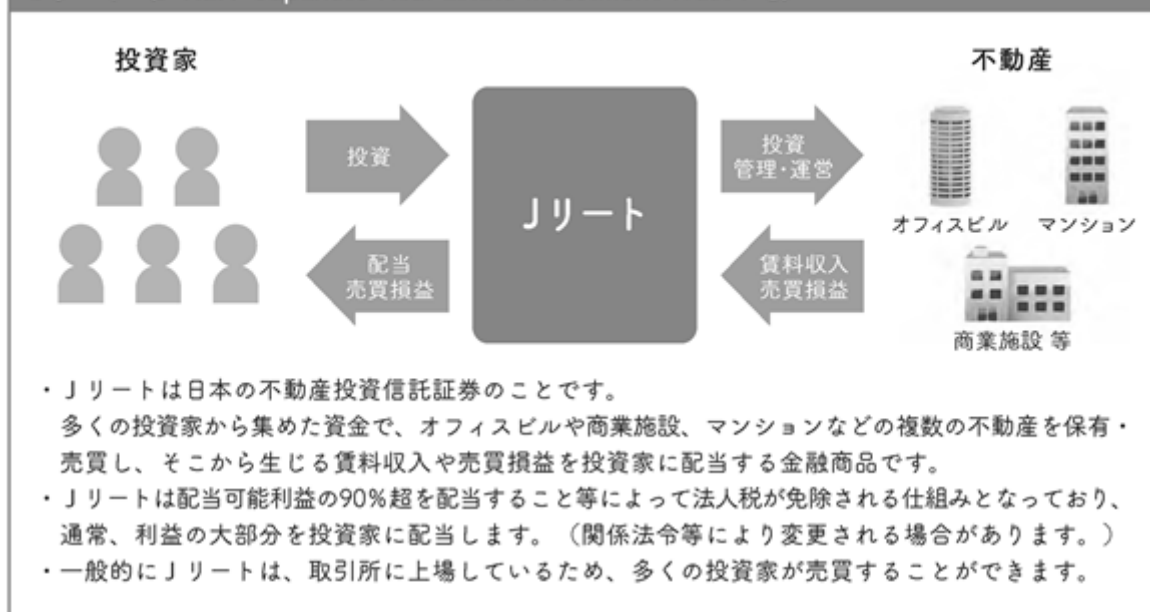 投資家
不動産
投資
Jリート
投資
管理・運営
配当
売買損益
賃料収入
売買損益
オフィスビル
マンション
商業施設 等
・Jリートは日本の不動産投資信託証券のことです。
多くの投資家から集めた資金で、オフィスビルや商業施設、マンションなどの複数の不動産を保有・
売買し、そこから生じる賃料収入や売買損益を投資家に配当する金融商品です。
・Jリートは配当可能利益の90%超を配当すること等によって法人税が免除される仕組みとなっており、
通常、利益の大部分を投資家に配当します。（関係法令等により変更される場合があります。）
・一般的にJリートは、取引所に上場しているため、多くの投資家が売買することができます。